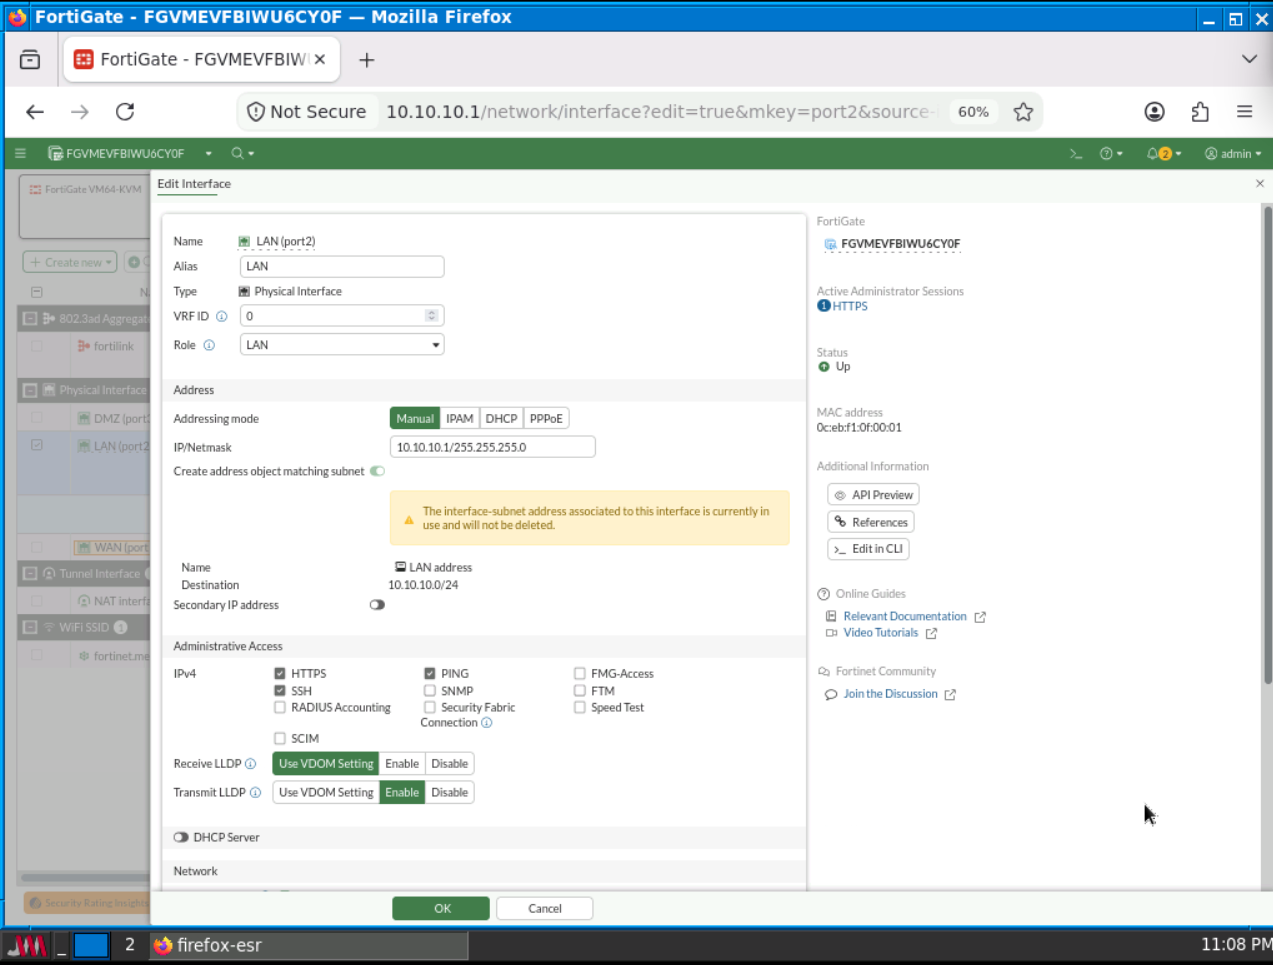 FortiGate - FGVMEVFBIWU6CY0F — Mozilla Firefox
FortiGate - FGVMEVFBIW
Not Secure 10.10.10.1/network/interface?edit=true&mkey=port2&source- 60%
FGVMEVFBIWU6CY0F
2 admin
FortiGate VM64-KVM
+ Create new
802.3ad Aggregat
fortilink
Physical Interface
DMZ (port
LAN (port2
WAN (port
Tunnel Interface
NAT interfa
WiFi SSID 1
fortinet.me
Security Rating Insights
Edit Interface
Name LAN (port2)
Alias LAN
Type Physical Interface
VRF ID 0
Role LAN
Address
Addressing mode Manual IPAM DHCP PPPoE
IP/Netmask 10.10.10.1/255.255.255.0
Create address object matching subnet
The interface-subnet address associated to this interface is currently in
use and will not be deleted.
Name LAN address
Destination 10.10.10.0/24
Secondary IP address
Administrative Access
IPv4 HTTPS PING FMG-Access
SSH SNMP FTM
RADIUS Accounting Security Fabric Speed Test
Connection
SCIM
Receive LLDP Use VDOM Setting Enable Disable
Transmit LLDP Use VDOM Setting Enable Disable
DHCP Server
Network
OK Cancel
FortiGate
FGVMEVFBIWU6CY0F
Active Administrator Sessions
1 HTTPS
Status
Up
MAC address
0c:eb:f1:0f:00:01
Additional Information
API Preview
References
>_ Edit in CLI
Online Guides
Relevant Documentation
Video Tutorials
Fortinet Community
Join the Discussion
2 firefox-esr 11:08 PM